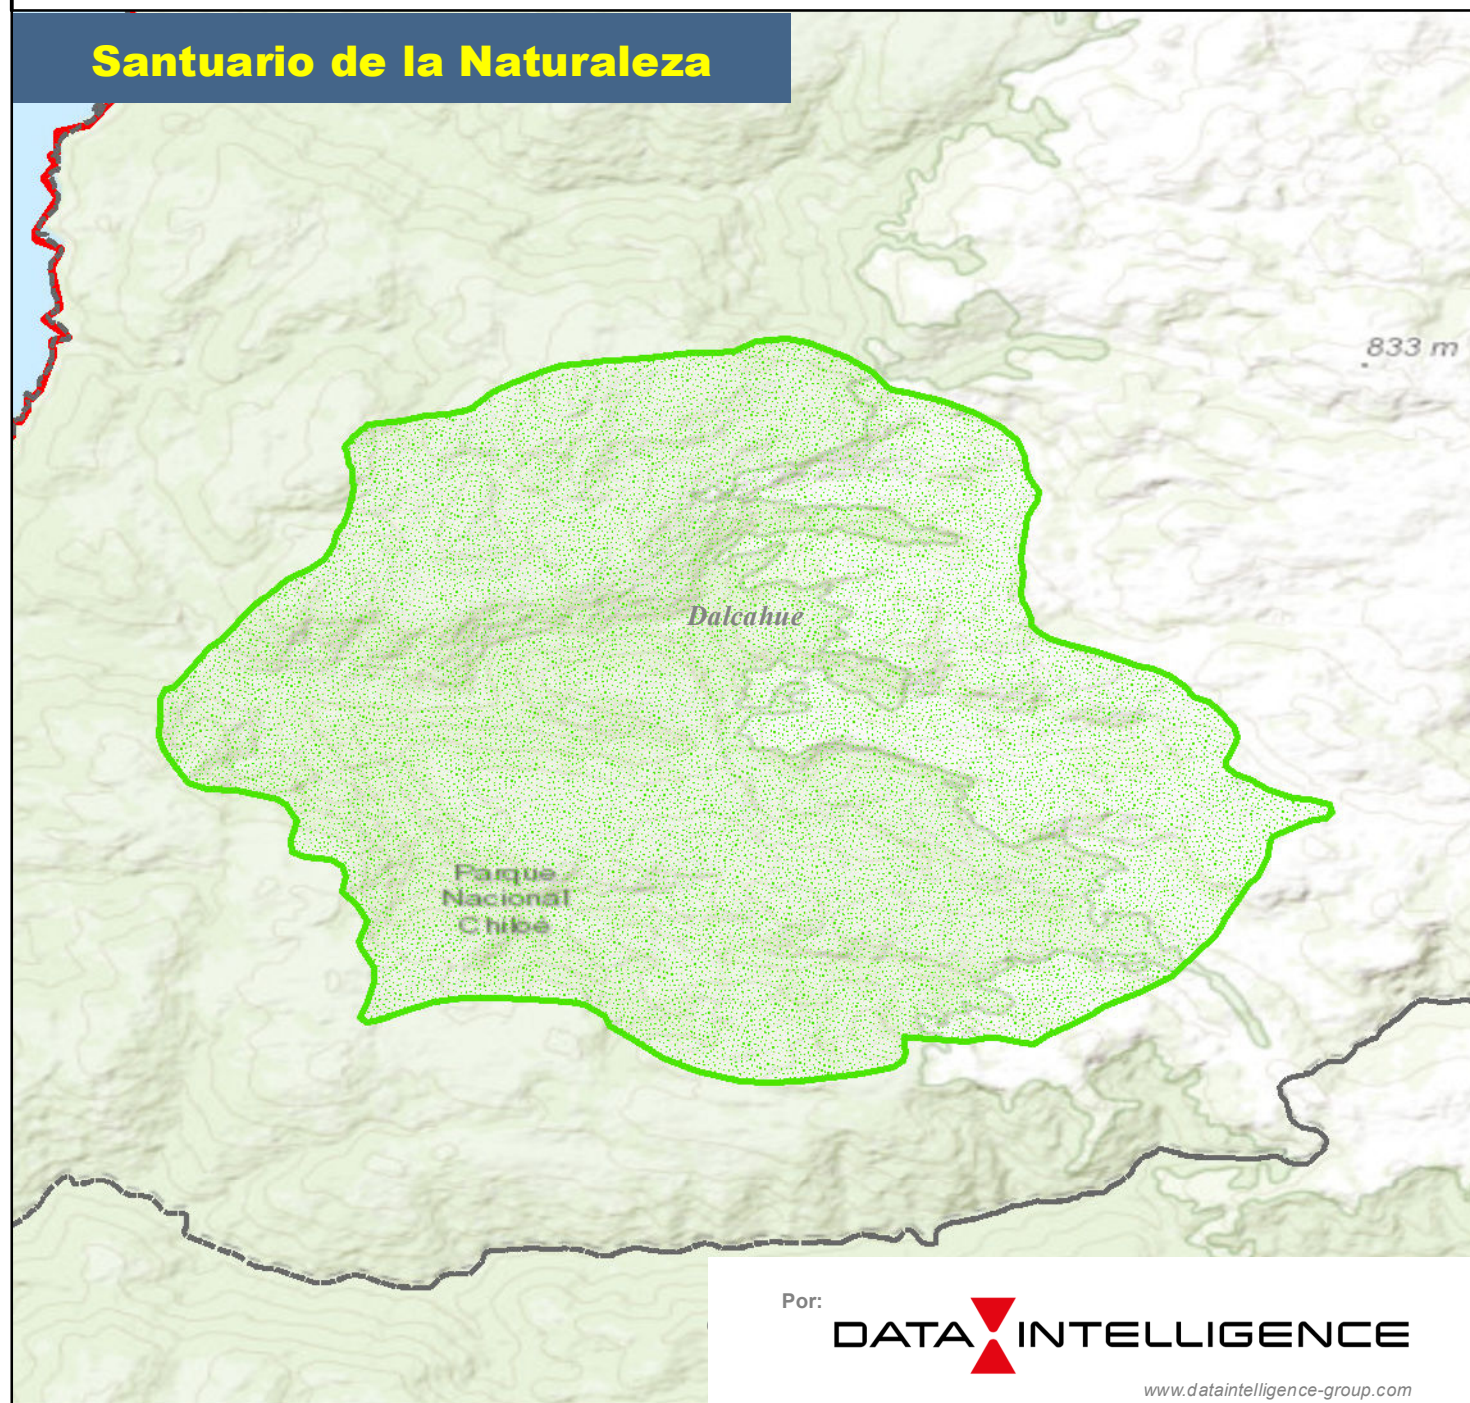 Santuario de la Naturaleza
833 m
Dalcahue
Parque
Nacional
Chiloé
Por:
DATA INTELLIGENCE
www.dataintelligence-group.com